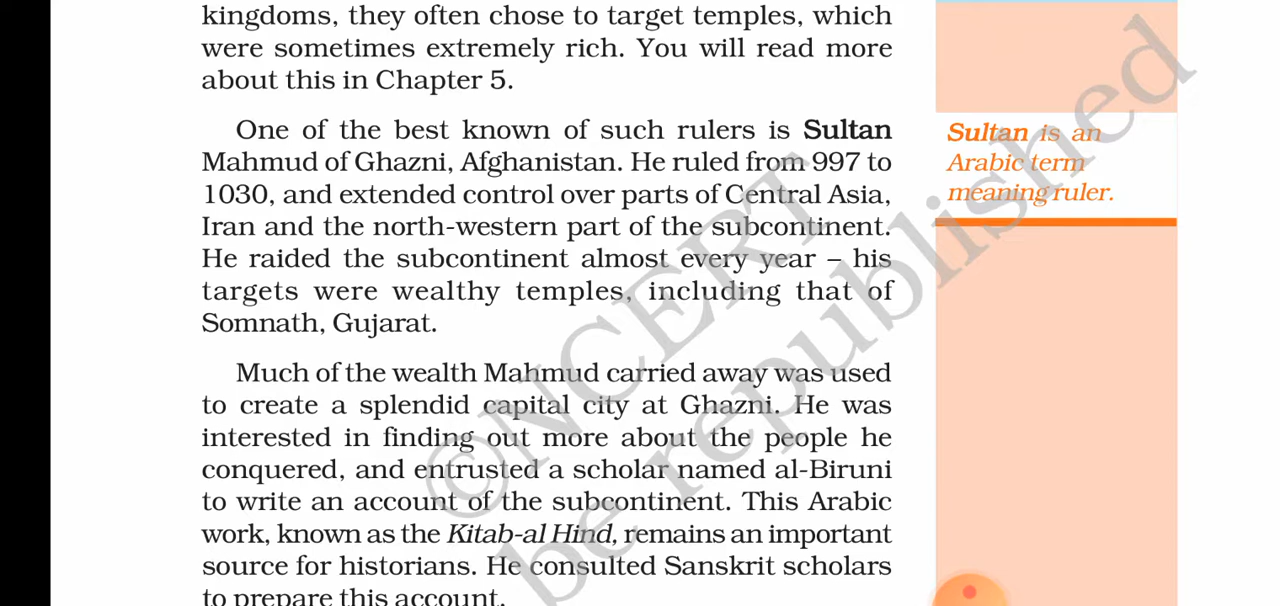 kingdoms, they often chose to target temples, which
were sometimes extremely rich. You will read more
about this in Chapter 5.
One of the best known of such rulers is Sultan
Mahmud of Ghazni, Afghanistan. He ruled from 997 to
1030, and extended control over parts of Central Asia,
Iran and the north-western part of the subcontinent.
He raided the subcontinent almost every year – his
targets were wealthy temples, including that of
Somnath, Gujarat.
Much of the wealth Mahmud carried away was used
to create a splendid capital city at Ghazni. He was
interested in finding out more about the people he
conquered, and entrusted a scholar named al-Biruni
to write an account of the subcontinent. This Arabic
work, known as the Kitab-al Hind, remains an important
source for historians. He consulted Sanskrit scholars
to prepare this account.
Sultan is an
Arabic term
meaning ruler.
©NCERT
be republished